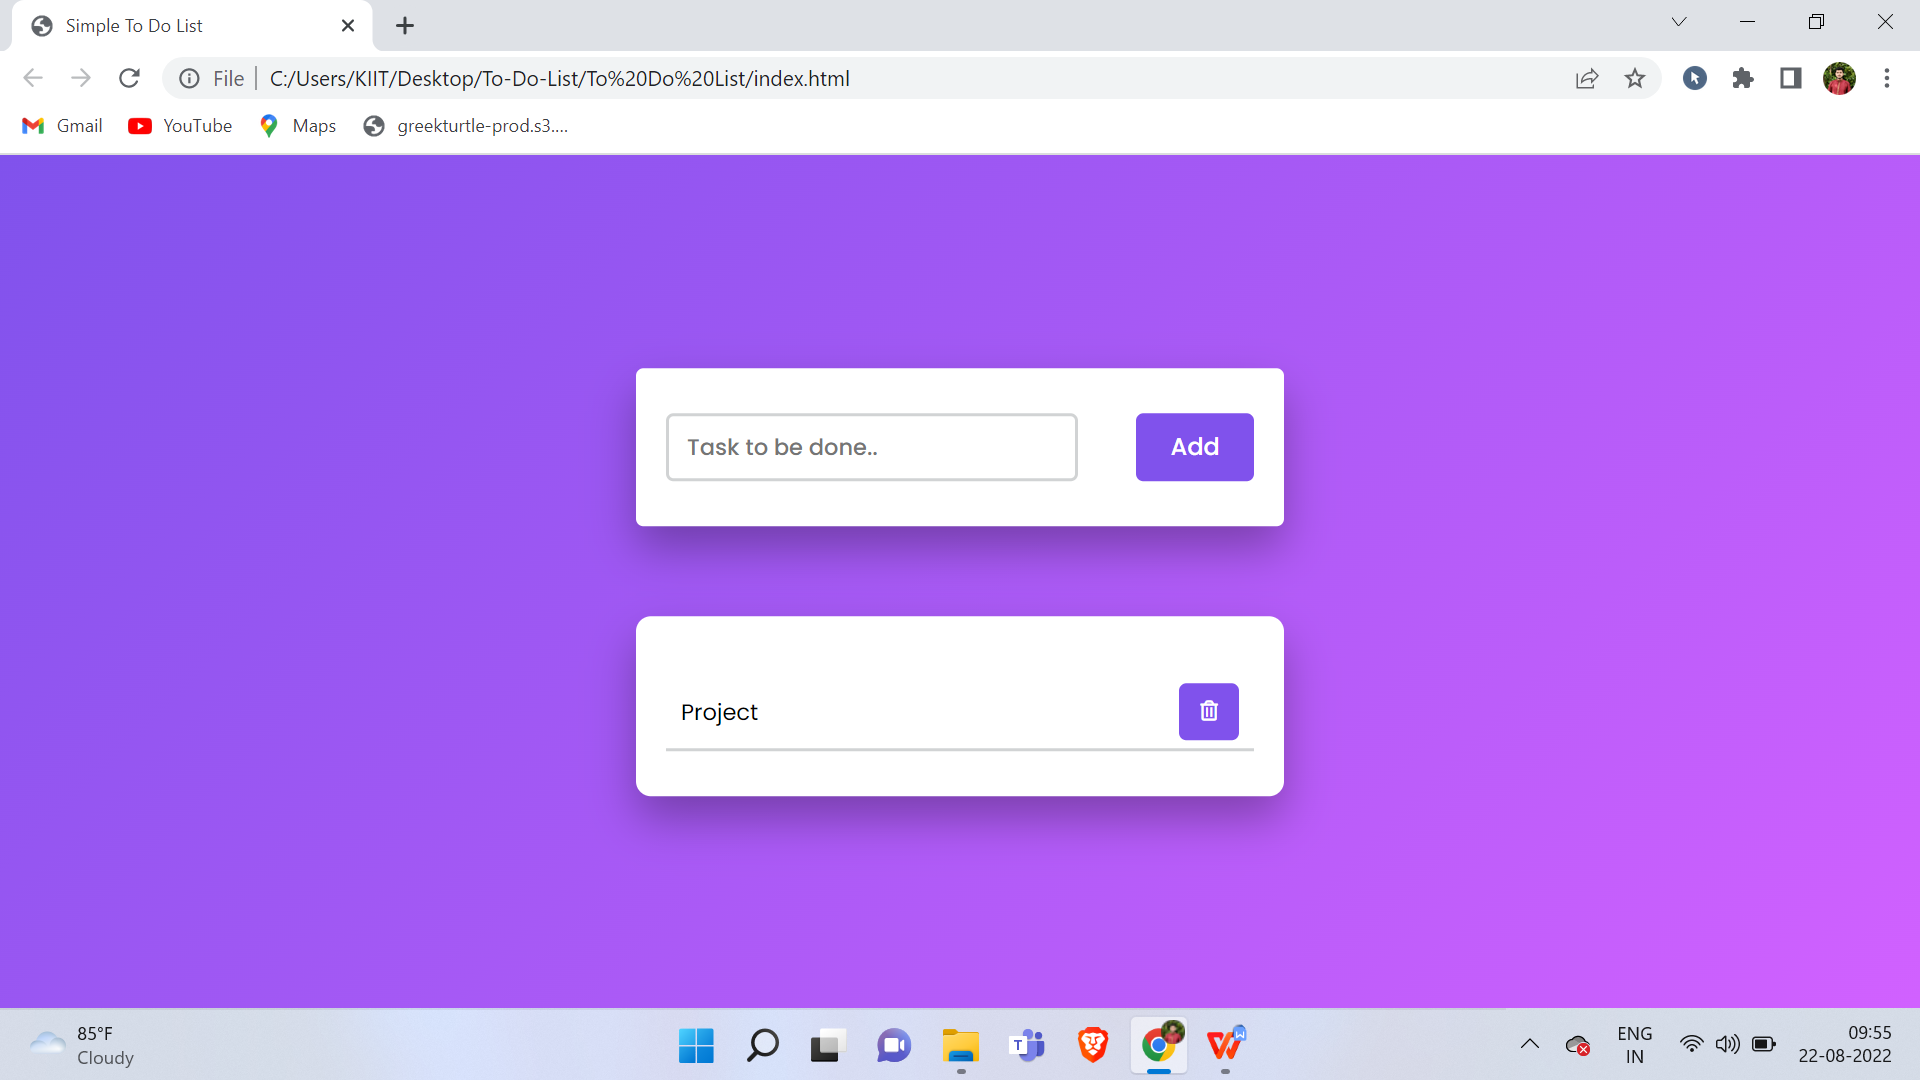 Simple To Do List
File C:/Users/KIIT/Desktop/To-Do-List/To%20Do%20List/index.html
Gmail YouTube Maps greekturtle-prod.s3....
Task to be done.. Add
Project
85°F
Cloudy
ENG
IN
09:55
22-08-2022